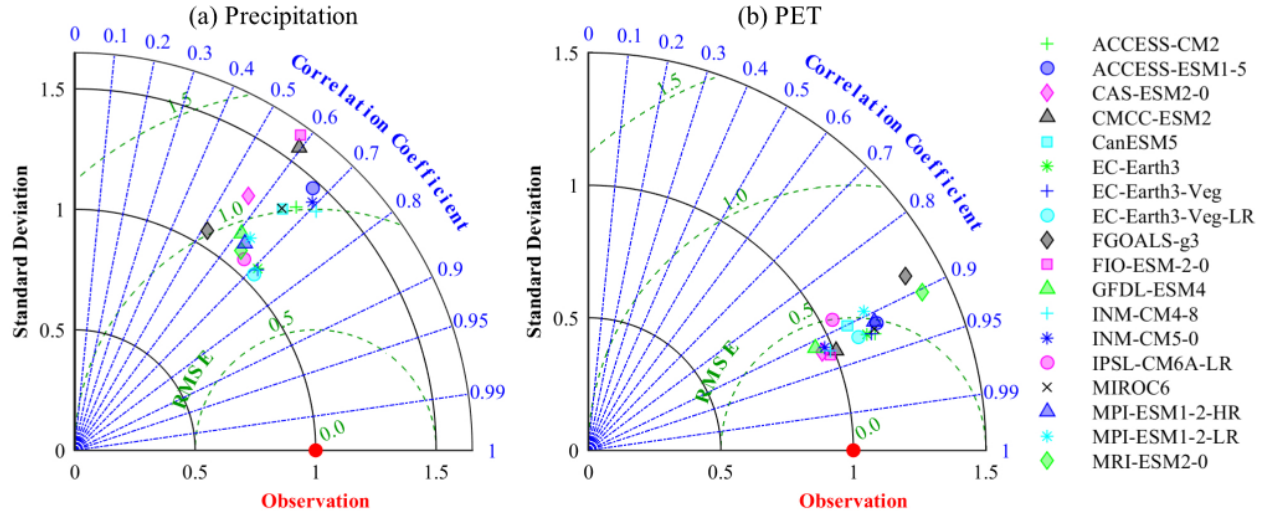 (a) Precipitation
0
0.1
0.2
0.3
0.4
0.5
0.6
0.7
0.8
0.9
0.95
0.99
1
Correlation Coefficient
Standard Deviation
1.5
1
0.5
0
1.5
1.0
0.5
0.0
RMSE
0
0.5
1
1.5
Observation
(b) PET
0
0.1
0.2
0.3
0.4
0.5
0.6
0.7
0.8
0.9
0.95
0.99
1
Correlation Coefficient
Standard Deviation
1.5
1
0.5
0
1.5
1.0
0.5
0.0
RMSE
0
0.5
1
1.5
Observation
ACCESS-CM2
ACCESS-ESM1-5
CAS-ESM2-0
CMCC-ESM2
CanESM5
EC-Earth3
EC-Earth3-Veg
EC-Earth3-Veg-LR
FGOALS-g3
FIO-ESM-2-0
GFDL-ESM4
INM-CM4-8
INM-CM5-0
IPSL-CM6A-LR
MIROC6
MPI-ESM1-2-HR
MPI-ESM1-2-LR
MRI-ESM2-0